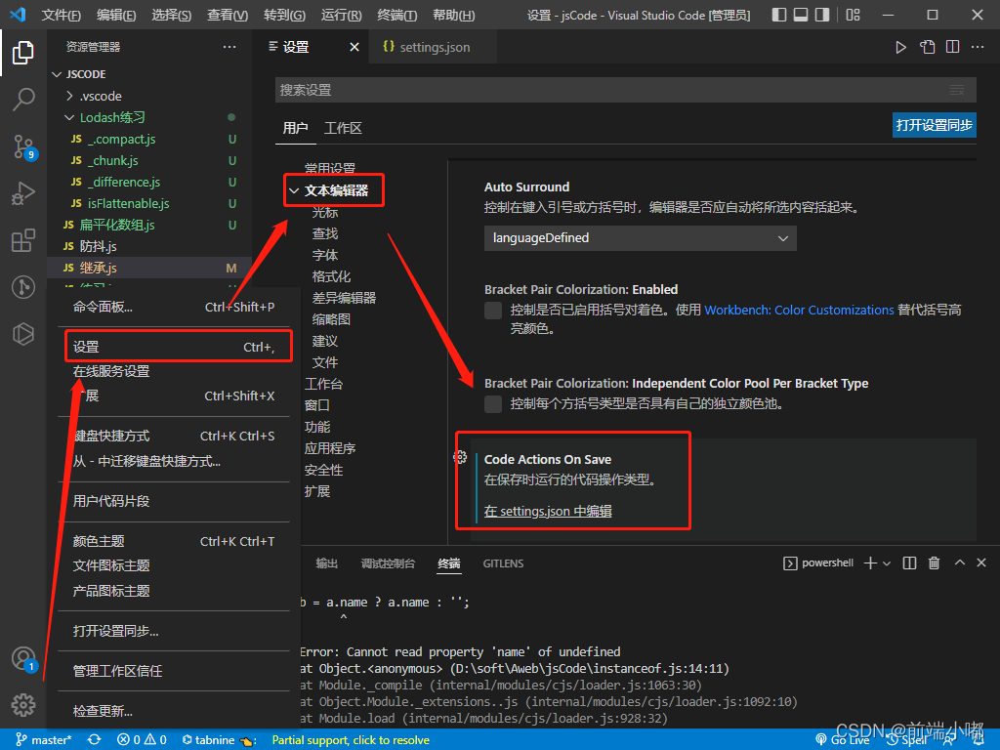 文件(F) 编辑(E) 选择(S) 查看(V) 转到(G) 运行(R) 终端(T) 帮助(H) 设置 - jsCode - Visual Studio Code [管理员]
资源管理器 ...
设置
{} settings.json
JSCODE
.vscode
Lodash练习
JS _.compact.js U
JS _chunk.js U
JS _difference.js U
JS isFlattenable.js U
JS 扁平化数组.js U
JS 防抖.js
JS 继承.js M
命令面板... Ctrl+Shift+P
设置 Ctrl+,
在线服务设置
展 Ctrl+Shift+X
键盘快捷方式 Ctrl+K Ctrl+S
从 - 中迁移键盘快捷方式...
用户代码片段
颜色主题 Ctrl+K Ctrl+T
文件图标主题
产品图标主题
打开设置同步...
管理工作区信任
检查更新...
9
1
搜索设置
用户 工作区
打开设置同步
常用设置
文本编辑器
光标
查找
字体
格式化
差异编辑器
缩略图
建议
文件
工作台
窗口
功能
应用程序
安全性
扩展
Auto Surround
控制在键入引号或方括号时，编辑器是否应自动将所选内容括起来。
languageDefined
Bracket Pair Colorization: Enabled
控制是否已启用括号对着色。使用 Workbench: Color Customizations 替代括号高
亮颜色。
Bracket Pair Colorization: Independent Color Pool Per Bracket Type
控制每个方括号类型是否具有自己的独立颜色池。
Code Actions On Save
在保存时运行的代码操作类型。
在 settings.json 中编辑
输出 调试控制台 终端 GITLENS
powershell
b = a.name ? a.name : '';
^
Error: Cannot read property 'name' of undefined
at Object.<anonymous> (D:\soft\Aweb\jsCode\instanceof.js:14:11)
at Module._compile (internal/modules/cjs/loader.js:1063:30)
at Object.Module._extensions..js (internal/modules/cjs/loader.js:1092:10)
at Module.load (internal/modules/cjs/loader.js:928:32)
master* 0 0 tabnine Partial support, click to resolve Go Live Spell
CSDN @前端小嘟